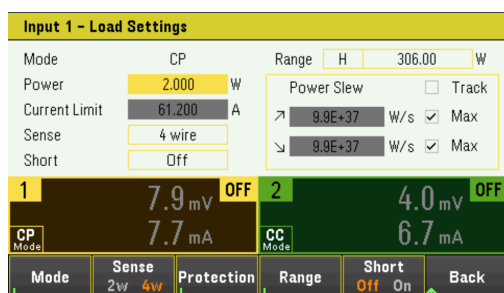 Input 1 – Load Settings
Mode CP Range H 306.00 W
Power 2.000 W Power Slew Track
Current Limit 61.200 A 9.9E+37 W/s Max
Sense 4 wire 9.9E+37 W/s Max
Short Off
1 7.9 mV OFF 2 4.0 mV OFF
CP Mode 7.7 mA CC Mode 6.7 mA
Mode Sense 2w 4w Protection Range Short Off On Back